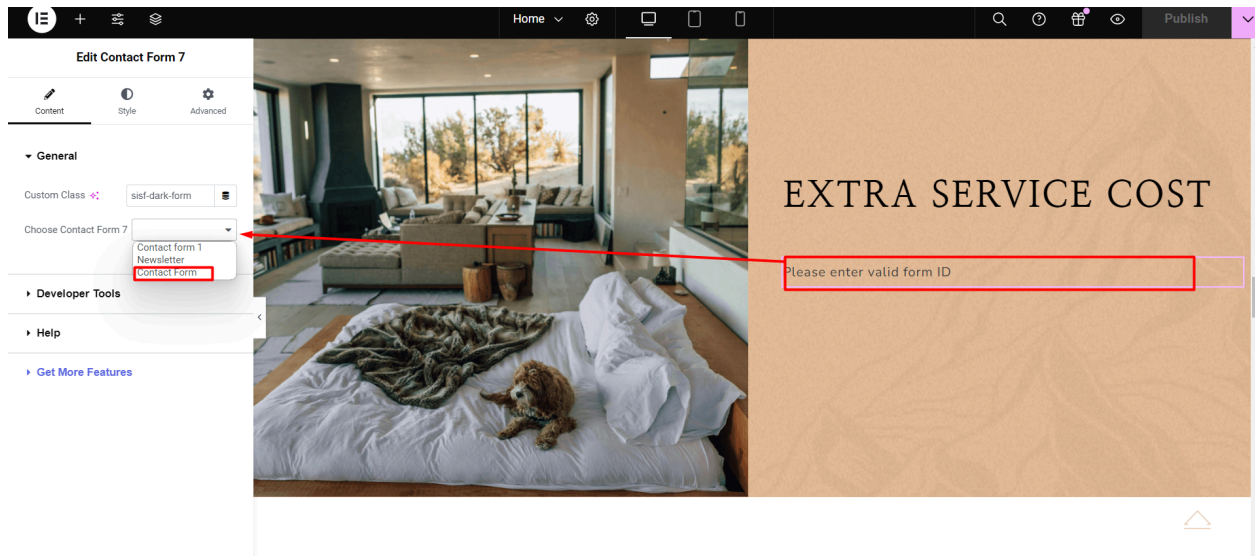 Home
Publish
Edit Contact Form 7
Content
Style
Advanced
General
Custom Class
sisf-dark-form
Choose Contact Form 7
Contact form 1
Newsletter
Contact Form
Developer Tools
Help
Get More Features
EXTRA SERVICE COST
Please enter valid form ID